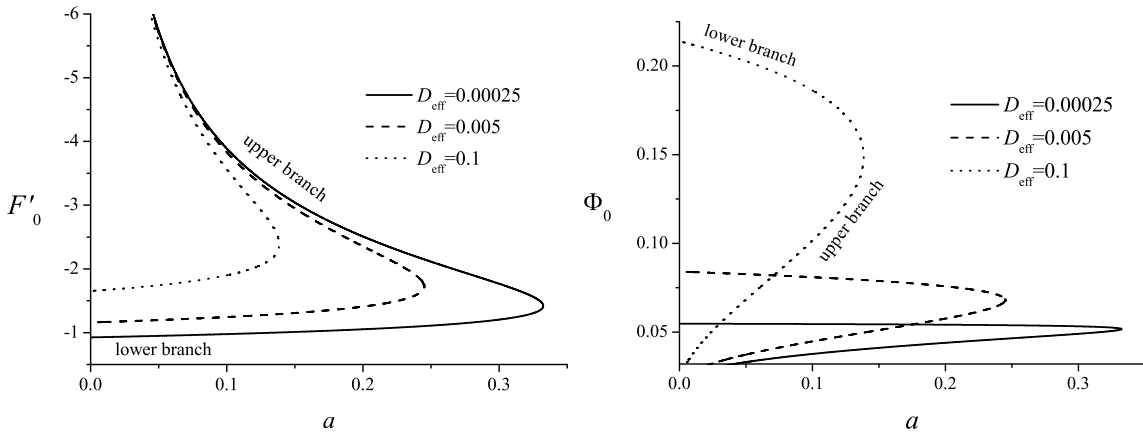 -6
-5
-4
-3
-2
-1
0.0
0.1
0.2
0.3
F′₀
a
D_eff=0.00025
D_eff=0.005
D_eff=0.1
upper branch
lower branch
0.20
0.15
0.10
0.05
0.0
0.1
0.2
0.3
Φ₀
a
D_eff=0.00025
D_eff=0.005
D_eff=0.1
lower branch
upper branch